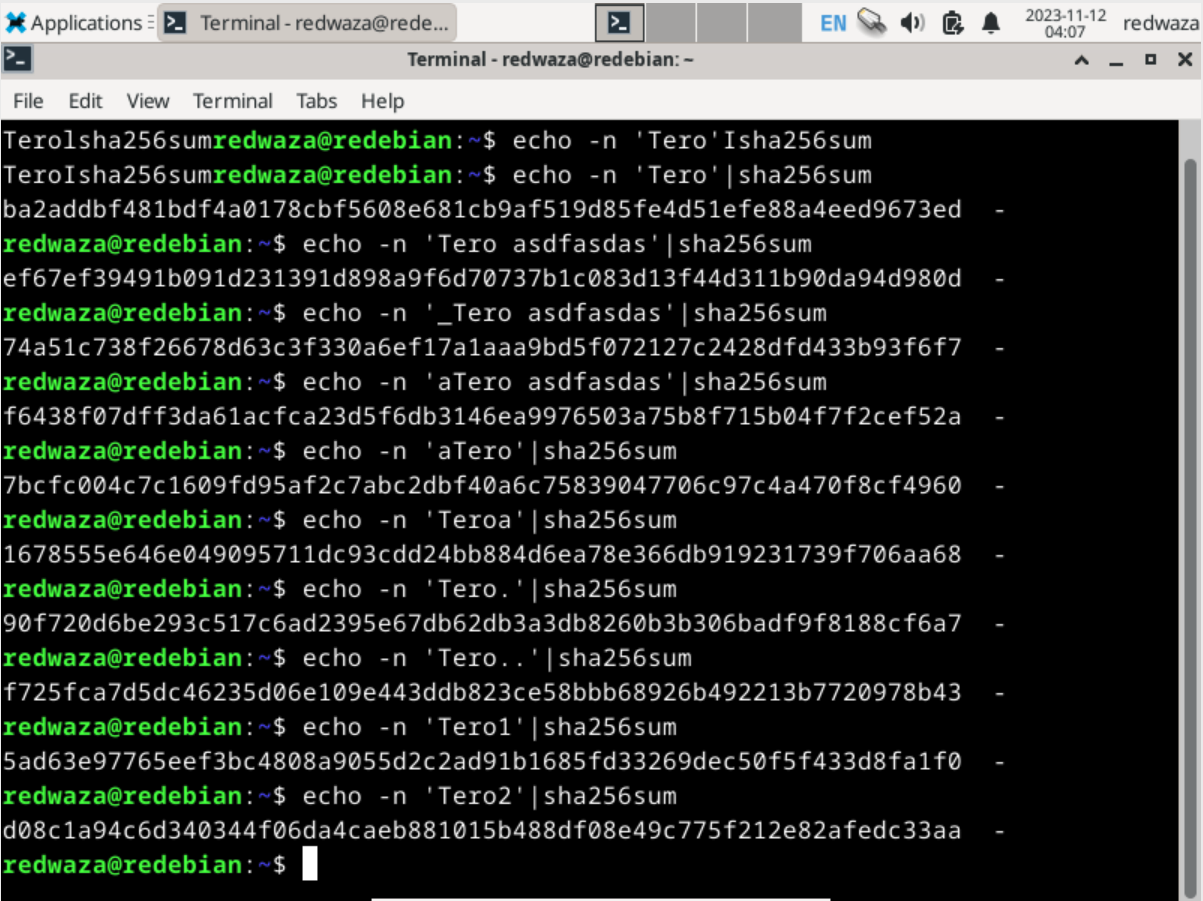 Applications Terminal - redwaza@rede... EN 2023-11-12 04:07 redwaza
Terminal - redwaza@redebian: ~
File Edit View Terminal Tabs Help
Terolsha256sumredwaza@redebian:~$ echo -n 'Tero'Isha256sum
TeroIsha256sumredwaza@redebian:~$ echo -n 'Tero'|sha256sum
ba2addbf481bdf4a0178cbf5608e681cb9af519d85fe4d51efe88a4eed9673ed -
redwaza@redebian:~$ echo -n 'Tero asdfasdas'|sha256sum
ef67ef39491b091d231391d898a9f6d70737b1c083d13f44d311b90da94d980d -
redwaza@redebian:~$ echo -n '_Tero asdfasdas'|sha256sum
74a51c738f26678d63c3f330a6ef17a1aaa9bd5f072127c2428dfd433b93f6f7 -
redwaza@redebian:~$ echo -n 'aTero asdfasdas'|sha256sum
f6438f07dff3da61acfca23d5f6db3146ea9976503a75b8f715b04f7f2cef52a -
redwaza@redebian:~$ echo -n 'aTero'|sha256sum
7bcfc004c7c1609fd95af2c7abc2dbf40a6c75839047706c97c4a470f8cf4960 -
redwaza@redebian:~$ echo -n 'Teroa'|sha256sum
1678555e646e049095711dc93cdd24bb884d6ea78e366db919231739f706aa68 -
redwaza@redebian:~$ echo -n 'Tero.'|sha256sum
90f720d6be293c517c6ad2395e67db62db3a3db8260b3b306badf9f8188cf6a7 -
redwaza@redebian:~$ echo -n 'Tero..'|sha256sum
f725fca7d5dc46235d06e109e443ddb823ce58bbb68926b492213b7720978b43 -
redwaza@redebian:~$ echo -n 'Tero1'|sha256sum
5ad63e97765eef3bc4808a9055d2c2ad91b1685fd33269dec50f5f433d8fa1f0 -
redwaza@redebian:~$ echo -n 'Tero2'|sha256sum
d08c1a94c6d340344f06da4caeb881015b488df08e49c775f212e82afedc33aa -
redwaza@redebian:~$